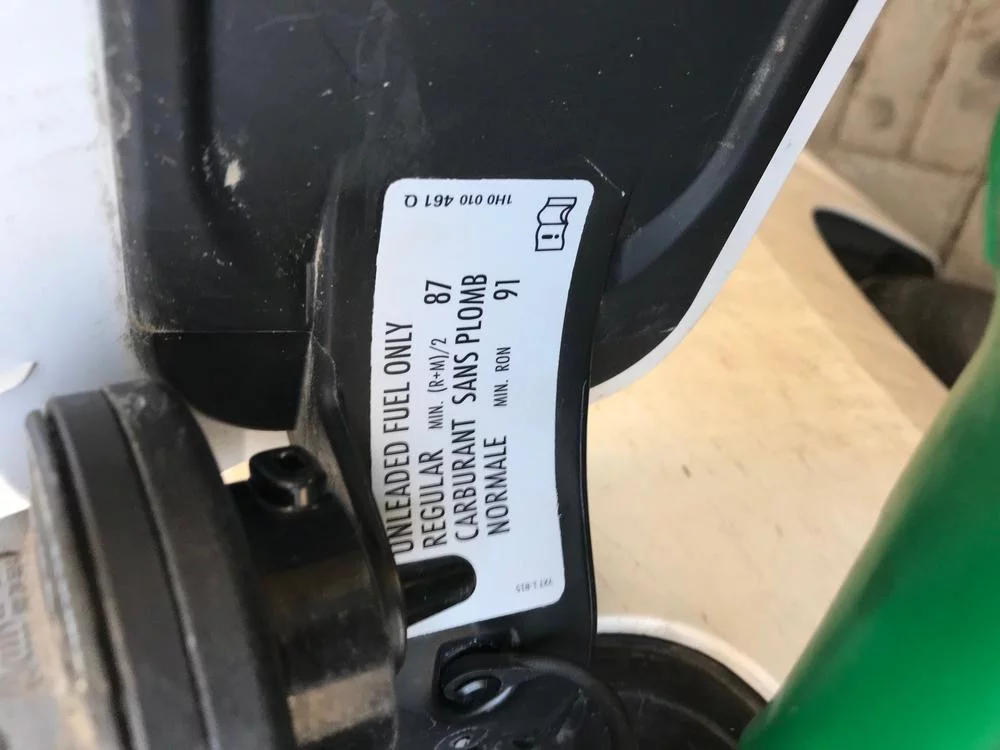 1H0 010 461 Q
UNLEADED FUEL ONLY
REGULAR MIN. (R+M)/2 87
CARBURANT SANS PLOMB
NORMALE MIN. RON 91